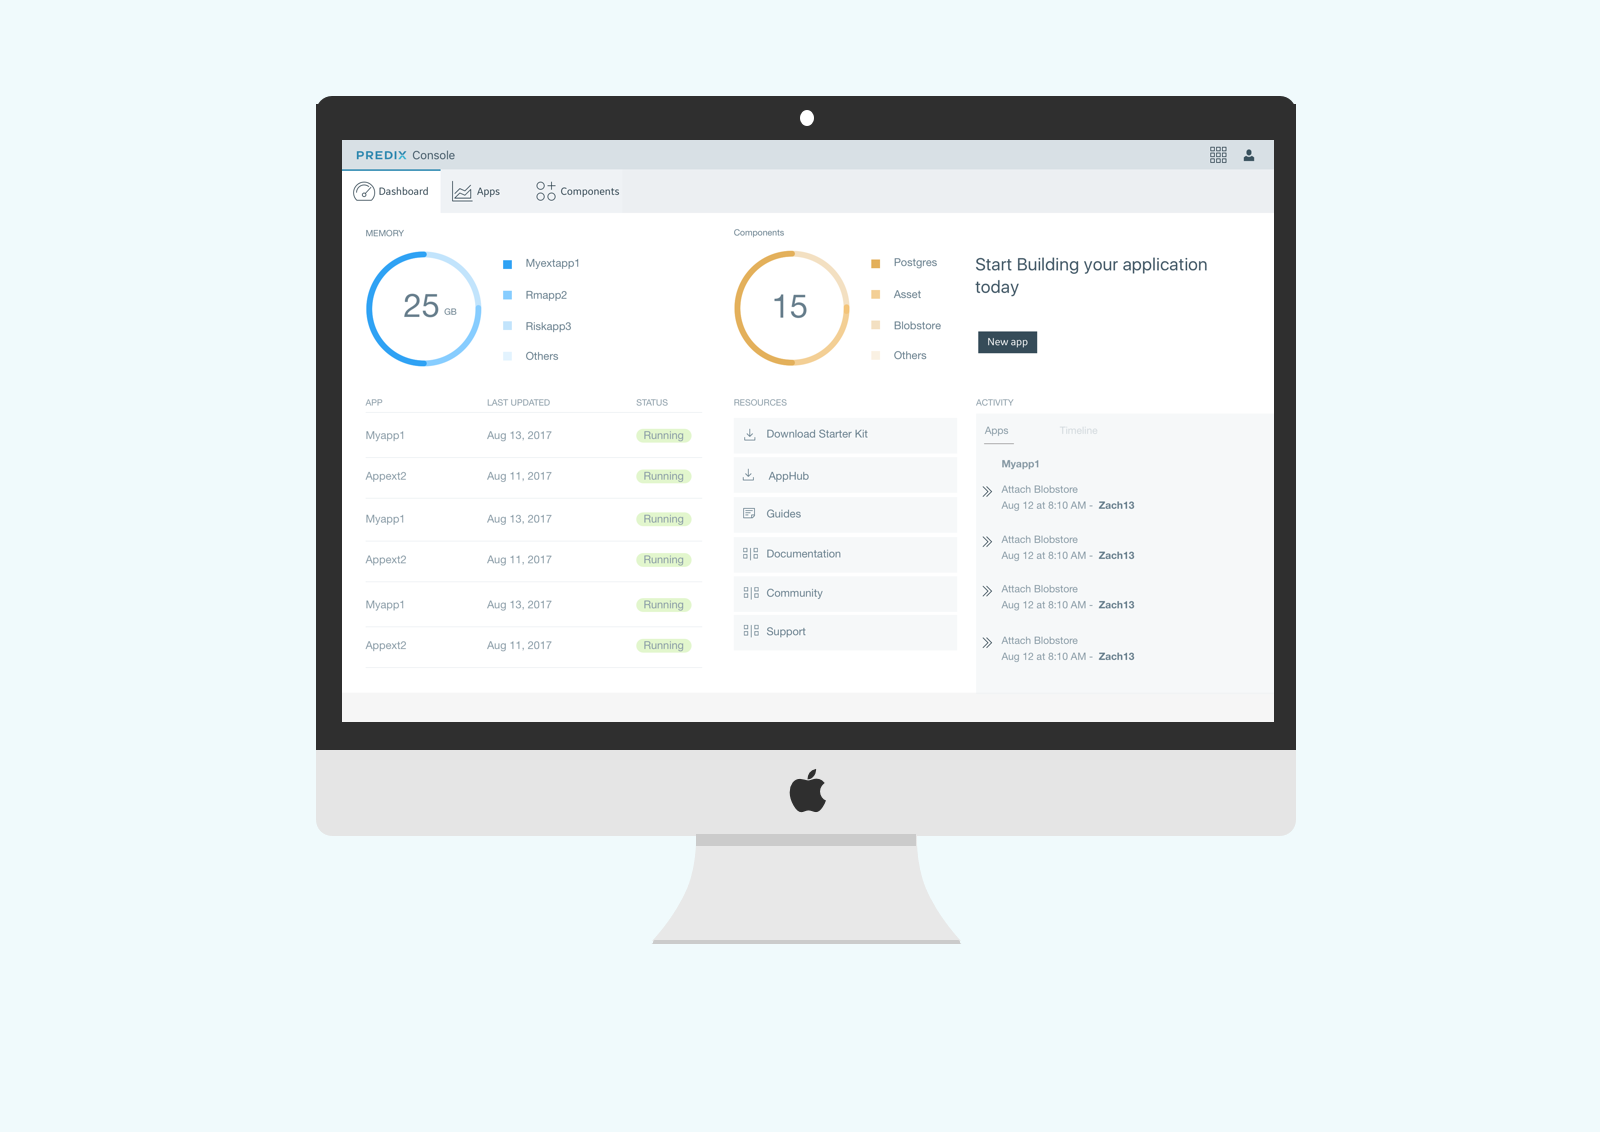 PREDIX Console
Dashboard
Apps
Components
MEMORY
25 GB
Myextapp1
Rmapp2
Riskapp3
Others
Components
15
Postgres
Asset
Blobstore
Others
Start Building your application
today
New app
APP LAST UPDATED STATUS
Myapp1 Aug 13, 2017 Running
Appext2 Aug 11, 2017 Running
Myapp1 Aug 13, 2017 Running
Appext2 Aug 11, 2017 Running
Myapp1 Aug 13, 2017 Running
Appext2 Aug 11, 2017 Running
RESOURCES
Download Starter Kit
AppHub
Guides
Documentation
Community
Support
ACTIVITY
Apps Timeline
Myapp1
Attach Blobstore
Aug 12 at 8:10 AM - Zach13
Attach Blobstore
Aug 12 at 8:10 AM - Zach13
Attach Blobstore
Aug 12 at 8:10 AM - Zach13
Attach Blobstore
Aug 12 at 8:10 AM - Zach13